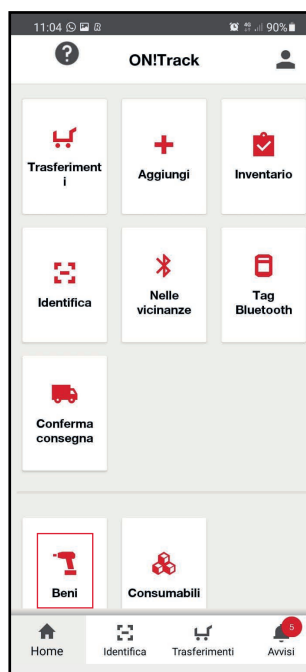 11:04 90%
ON!Track
Trasferiment
i
Aggiungi
Inventario
Identifica
Nelle
vicinanze
Tag
Bluetooth
Conferma
consegna
Beni
Consumabili
5
Home Identifica Trasferimenti Avvisi